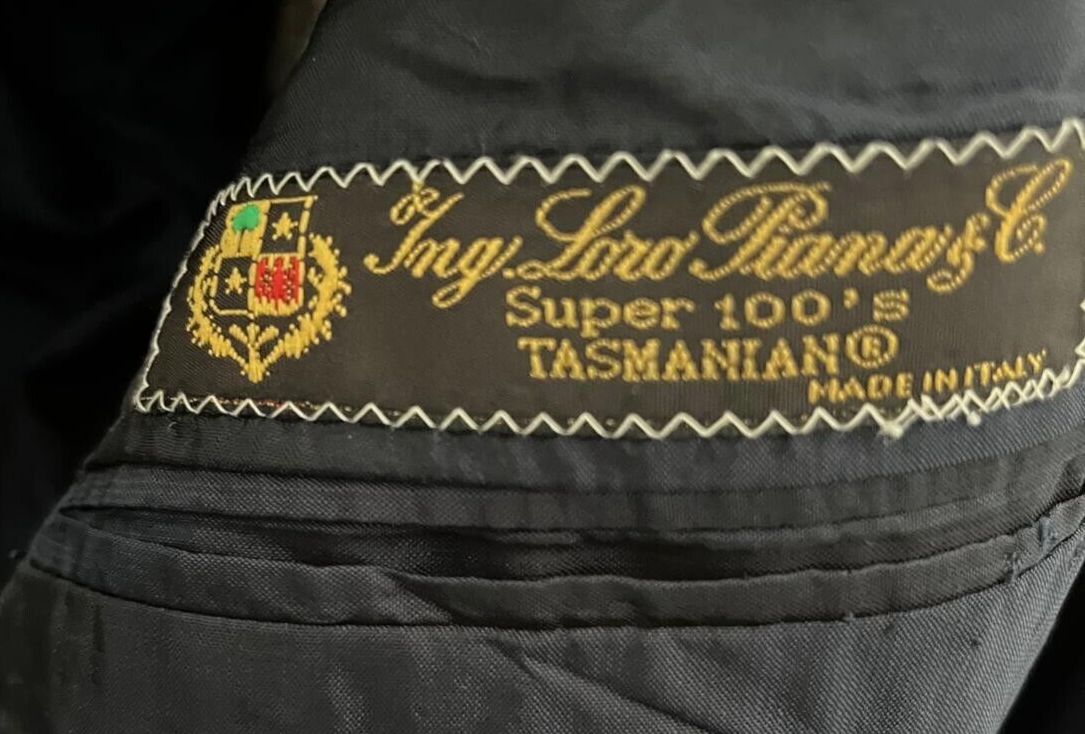 Ing. Loro Piana & C.
Super 100's
TASMANIAN®
MADE IN ITALY